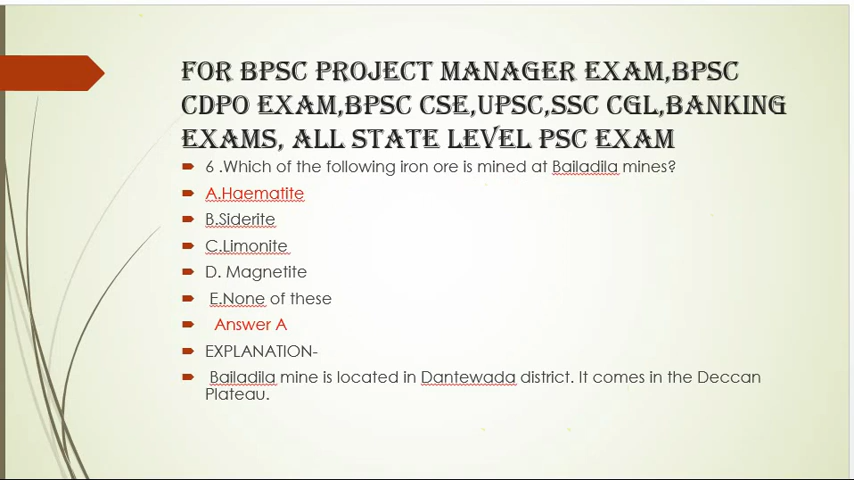 FOR BPSC PROJECT MANAGER EXAM,BPSC
CDPO EXAM,BPSC CSE,UPSC,SSC CGL,BANKING
EXAMS, ALL STATE LEVEL PSC EXAM
6 .Which of the following iron ore is mined at Bailadila mines?
A.Haematite
B.Siderite
C.Limonite
D. Magnetite
E.None of these
Answer A
EXPLANATION-
Bailadila mine is located in Dantewada district. It comes in the Deccan
Plateau.